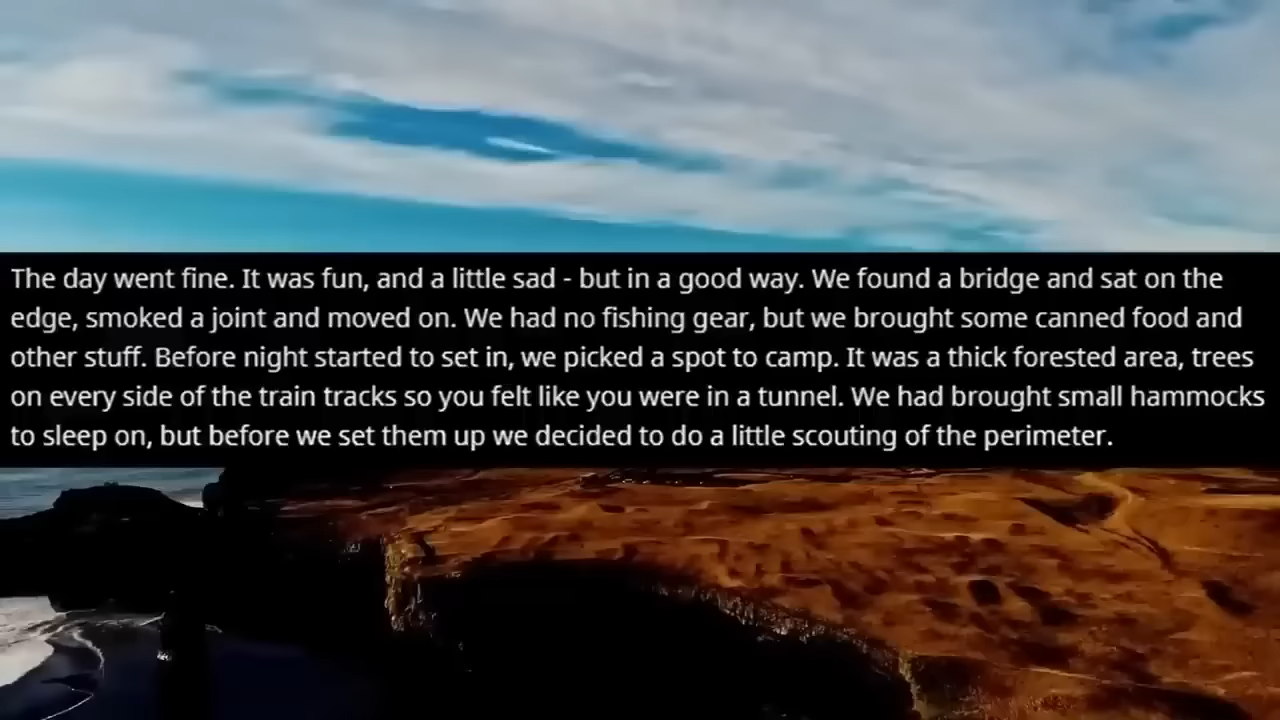 The day went fine. It was fun, and a little sad - but in a good way. We found a bridge and sat on the
edge, smoked a joint and moved on. We had no fishing gear, but we brought some canned food and
other stuff. Before night started to set in, we picked a spot to camp. It was a thick forested area, trees
on every side of the train tracks so you felt like you were in a tunnel. We had brought small hammocks
to sleep on, but before we set them up we decided to do a little scouting of the perimeter.